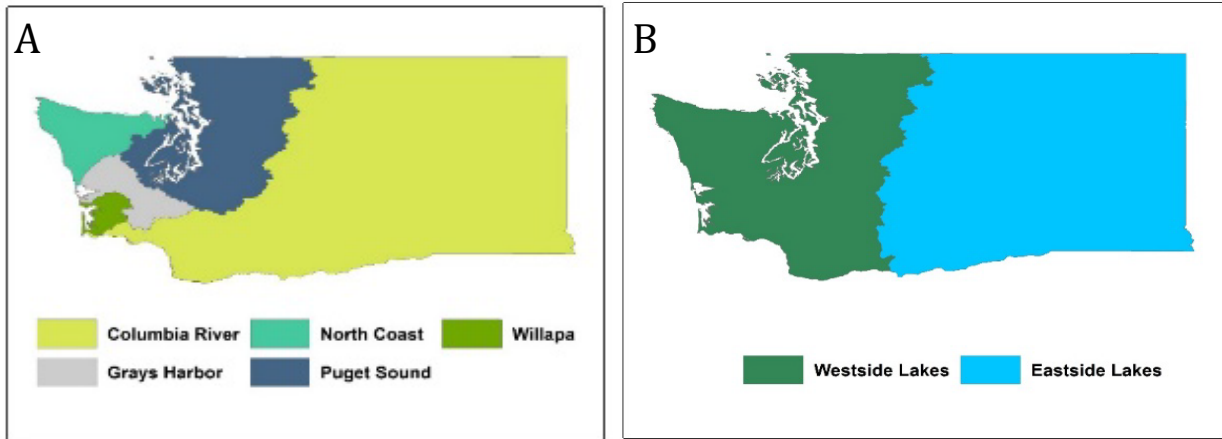 A
Columbia River
North Coast
Willapa
Grays Harbor
Puget Sound
B
Westside Lakes
Eastside Lakes